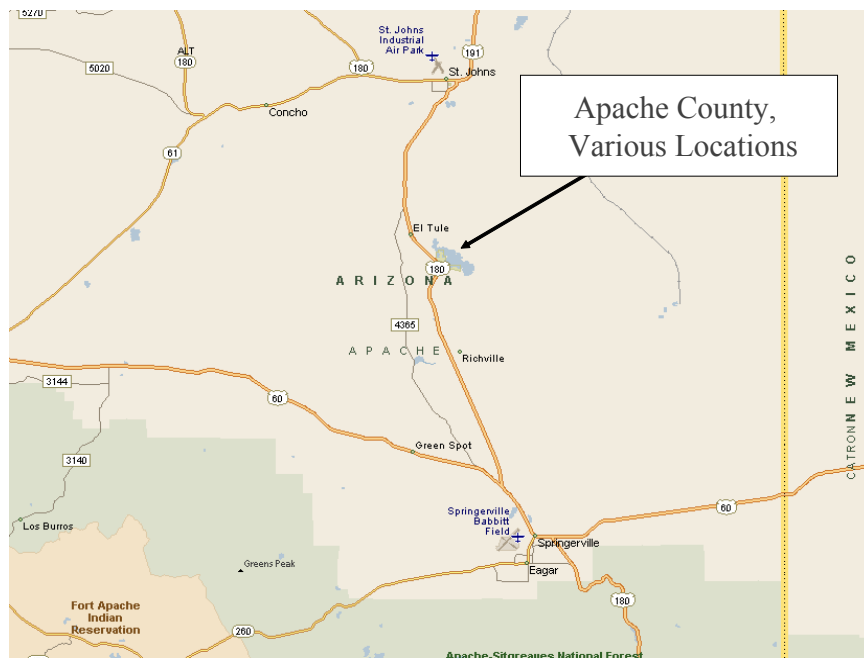 5270
St. Johns
Industrial
Air Park
ALT
180
180
191
5020
St. Johns
Concho
Apache County,
Various Locations
61
El Tule
180
ARIZONA
4365
APACHE
Richville
NEW MEXICO
CATRON
3144
60
Green Spot
3140
Springerville
Babbitt
Field
60
Los Burros
Springerville
Greens Peak
Eagar
180
Fort Apache
Indian
Reservation
260
Apache-Sitgreaves National Forest